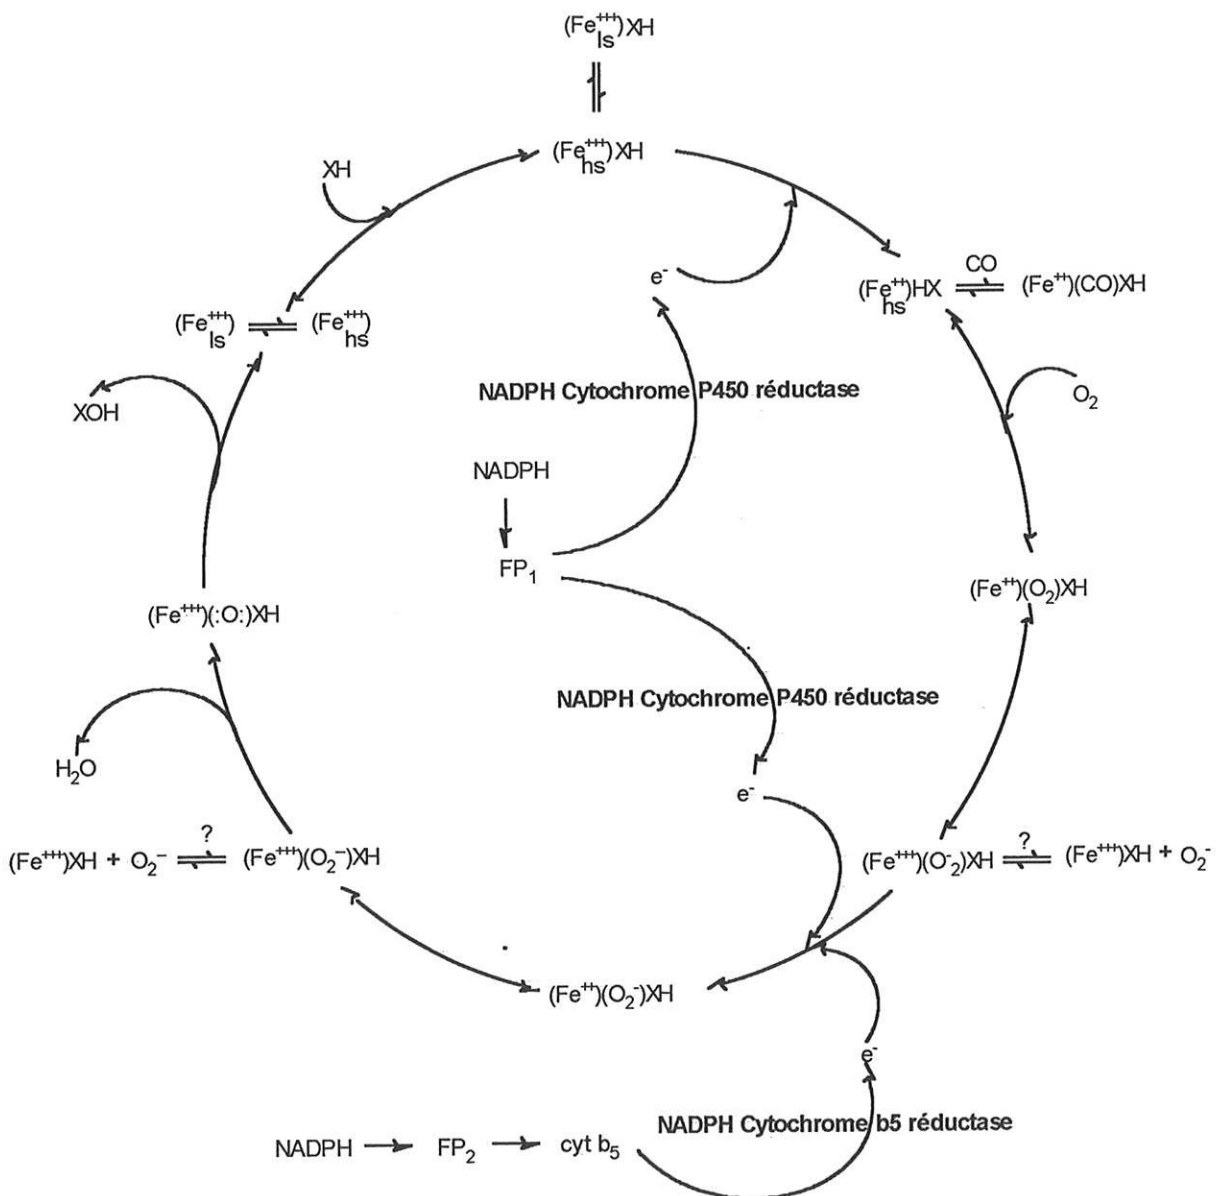 (Fe⁺⁺⁺ls)XH
(Fe⁺⁺⁺hs)XH
XH
e⁻
CO
(Fe⁺⁺hs)HX
(Fe⁺⁺)(CO)XH
(Fe⁺⁺⁺ls)
(Fe⁺⁺⁺hs)
XOH
NADPH Cytochrome P450 réductase
O₂
NADPH
FP₁
(Fe⁺⁺)(O₂)XH
(Fe⁺⁺⁺)(:O:)XH
NADPH Cytochrome P450 réductase
H₂O
e⁻
?
(Fe⁺⁺⁺)XH + O₂⁻
(Fe⁺⁺⁺)(O₂⁻)XH
?
(Fe⁺⁺⁺)(O⁻₂)XH
(Fe⁺⁺⁺)XH + O₂⁻
(Fe⁺⁺)(O₂⁻)XH
e⁻
NADPH Cytochrome b5 réductase
NADPH
FP₂
cyt b₅